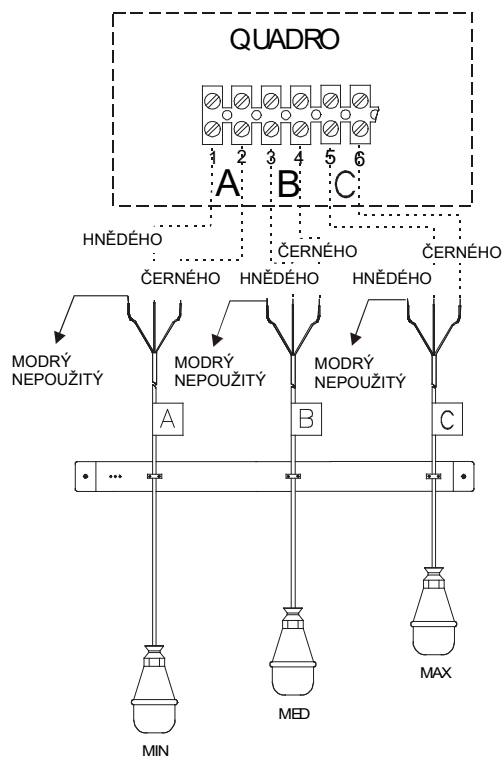 QUADRO
1 2 3 4 5 6
A B C
HNĚDÉHO
ČERNÉHO
MODRÝ
NEPOUŽITÝ
ČERNÉHO
HNĚDÉHO
MODRÝ
NEPOUŽITÝ
ČERNÉHO
HNĚDÉHO
MODRÝ
NEPOUŽITÝ
A B C
MIN
MED
MAX